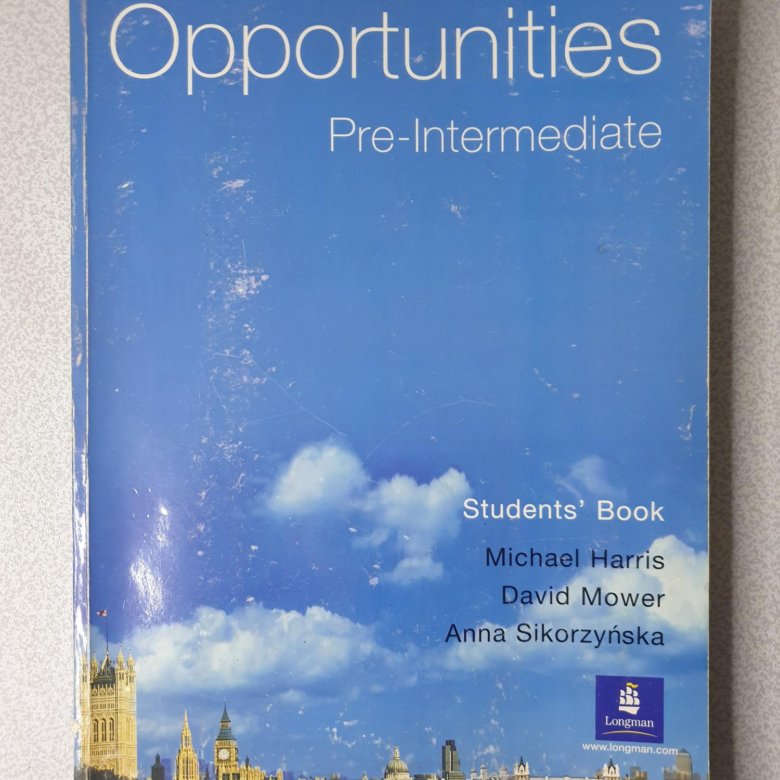 Opportunities
Pre-Intermediate
Students' Book
Michael Harris
David Mower
Anna Sikorzyńska
Longman
www.longman.com